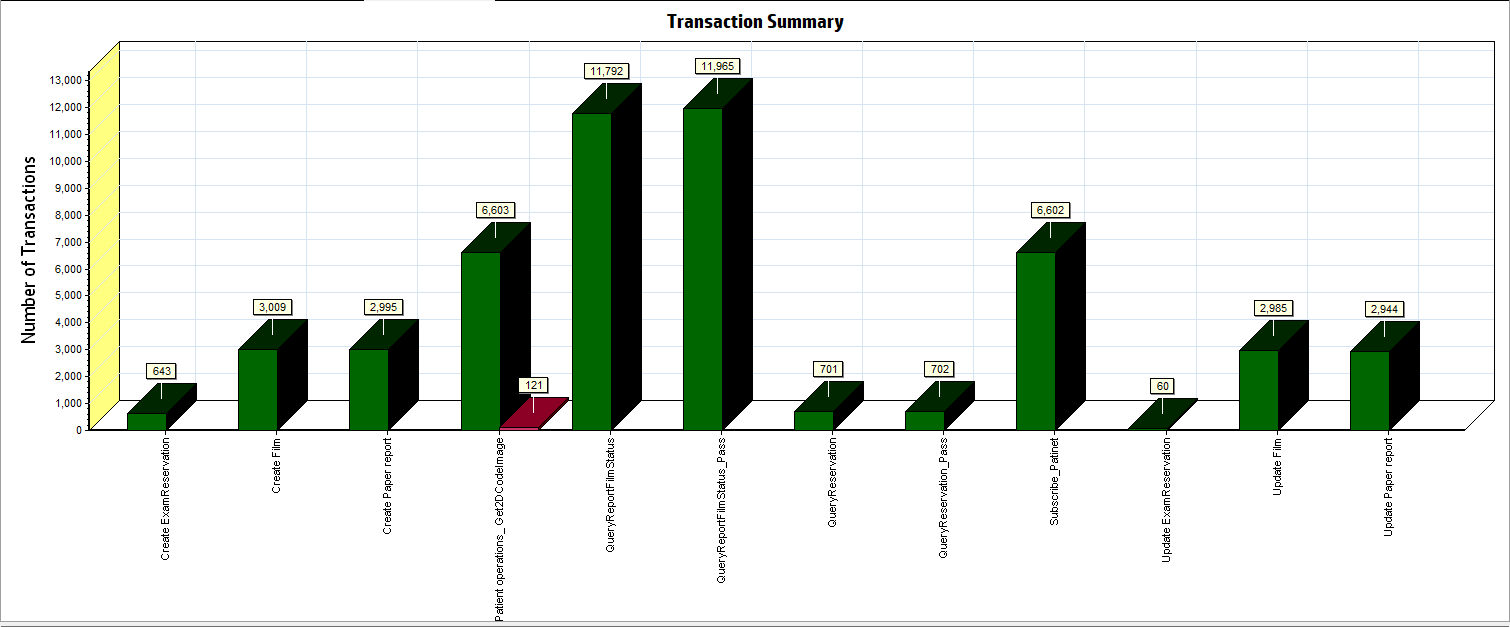 Transaction Summary
Number of Transactions
13,000
12,000
11,000
10,000
9,000
8,000
7,000
6,000
5,000
4,000
3,000
2,000
1,000
0
643
3,009
2,995
6,603
121
11,792
11,965
701
702
6,602
60
2,985
2,944
Create ExamReservation
Create Film
Create Paper report
Patient operations_ Get2DCodeImage
QueryReportFilmStatus
QueryReportFilmStatus_Pass
QueryReservation
QueryReservation_Pass
Subscribe_Patinet
Update ExamReservation
Update Film
Update Paper report